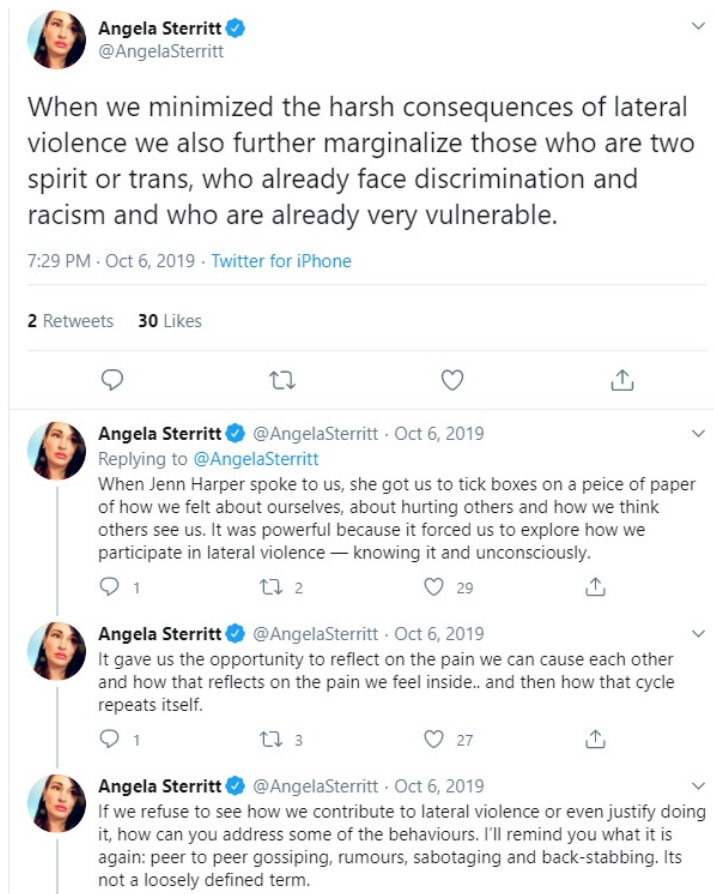 Angela Sterritt
@AngelaSterritt
When we minimized the harsh consequences of lateral
violence we also further marginalize those who are two
spirit or trans, who already face discrimination and
racism and who are already very vulnerable.
7:29 PM · Oct 6, 2019 · Twitter for iPhone
2 Retweets 30 Likes
Angela Sterritt @AngelaSterritt · Oct 6, 2019
Replying to @AngelaSterritt
When Jenn Harper spoke to us, she got us to tick boxes on a peice of paper
of how we felt about ourselves, about hurting others and how we think
others see us. It was powerful because it forced us to explore how we
participate in lateral violence — knowing it and unconsciously.
1 2 29
Angela Sterritt @AngelaSterritt · Oct 6, 2019
It gave us the opportunity to reflect on the pain we can cause each other
and how that reflects on the pain we feel inside.. and then how that cycle
repeats itself.
1 3 27
Angela Sterritt @AngelaSterritt · Oct 6, 2019
If we refuse to see how we contribute to lateral violence or even justify doing
it, how can you address some of the behaviours. I'll remind you what it is
again: peer to peer gossiping, rumours, sabotaging and back-stabbing. Its
not a loosely defined term.